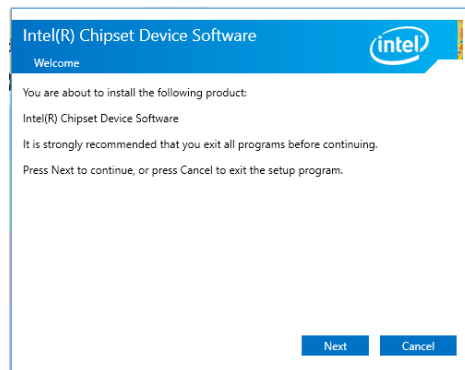 Intel(R) Chipset Device Software
Welcome
intel
You are about to install the following product:
Intel(R) Chipset Device Software
It is strongly recommended that you exit all programs before continuing.
Press Next to continue, or press Cancel to exit the setup program.
Next Cancel